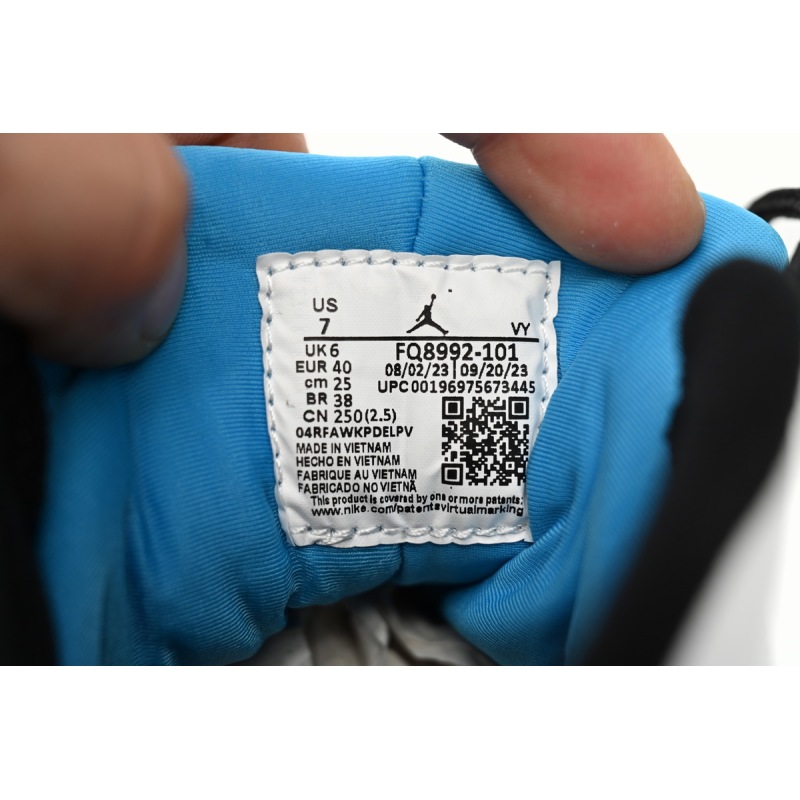 US
7 VY
UK 6 FQ8992-101
EUR 40 08/02/23 | 09/20/23
cm 25 UPC 00196975673445
BR 38
CN 250(2.5)
04RFAWKPDELPV
MADE IN VIETNAM
HECHO EN VIETNAM
FABRIQUE AU VIETNAM
FABRICADO NO VIETNÃ
This product is covered by one or more patents:
www.nike.com/patentsvirtualmarking